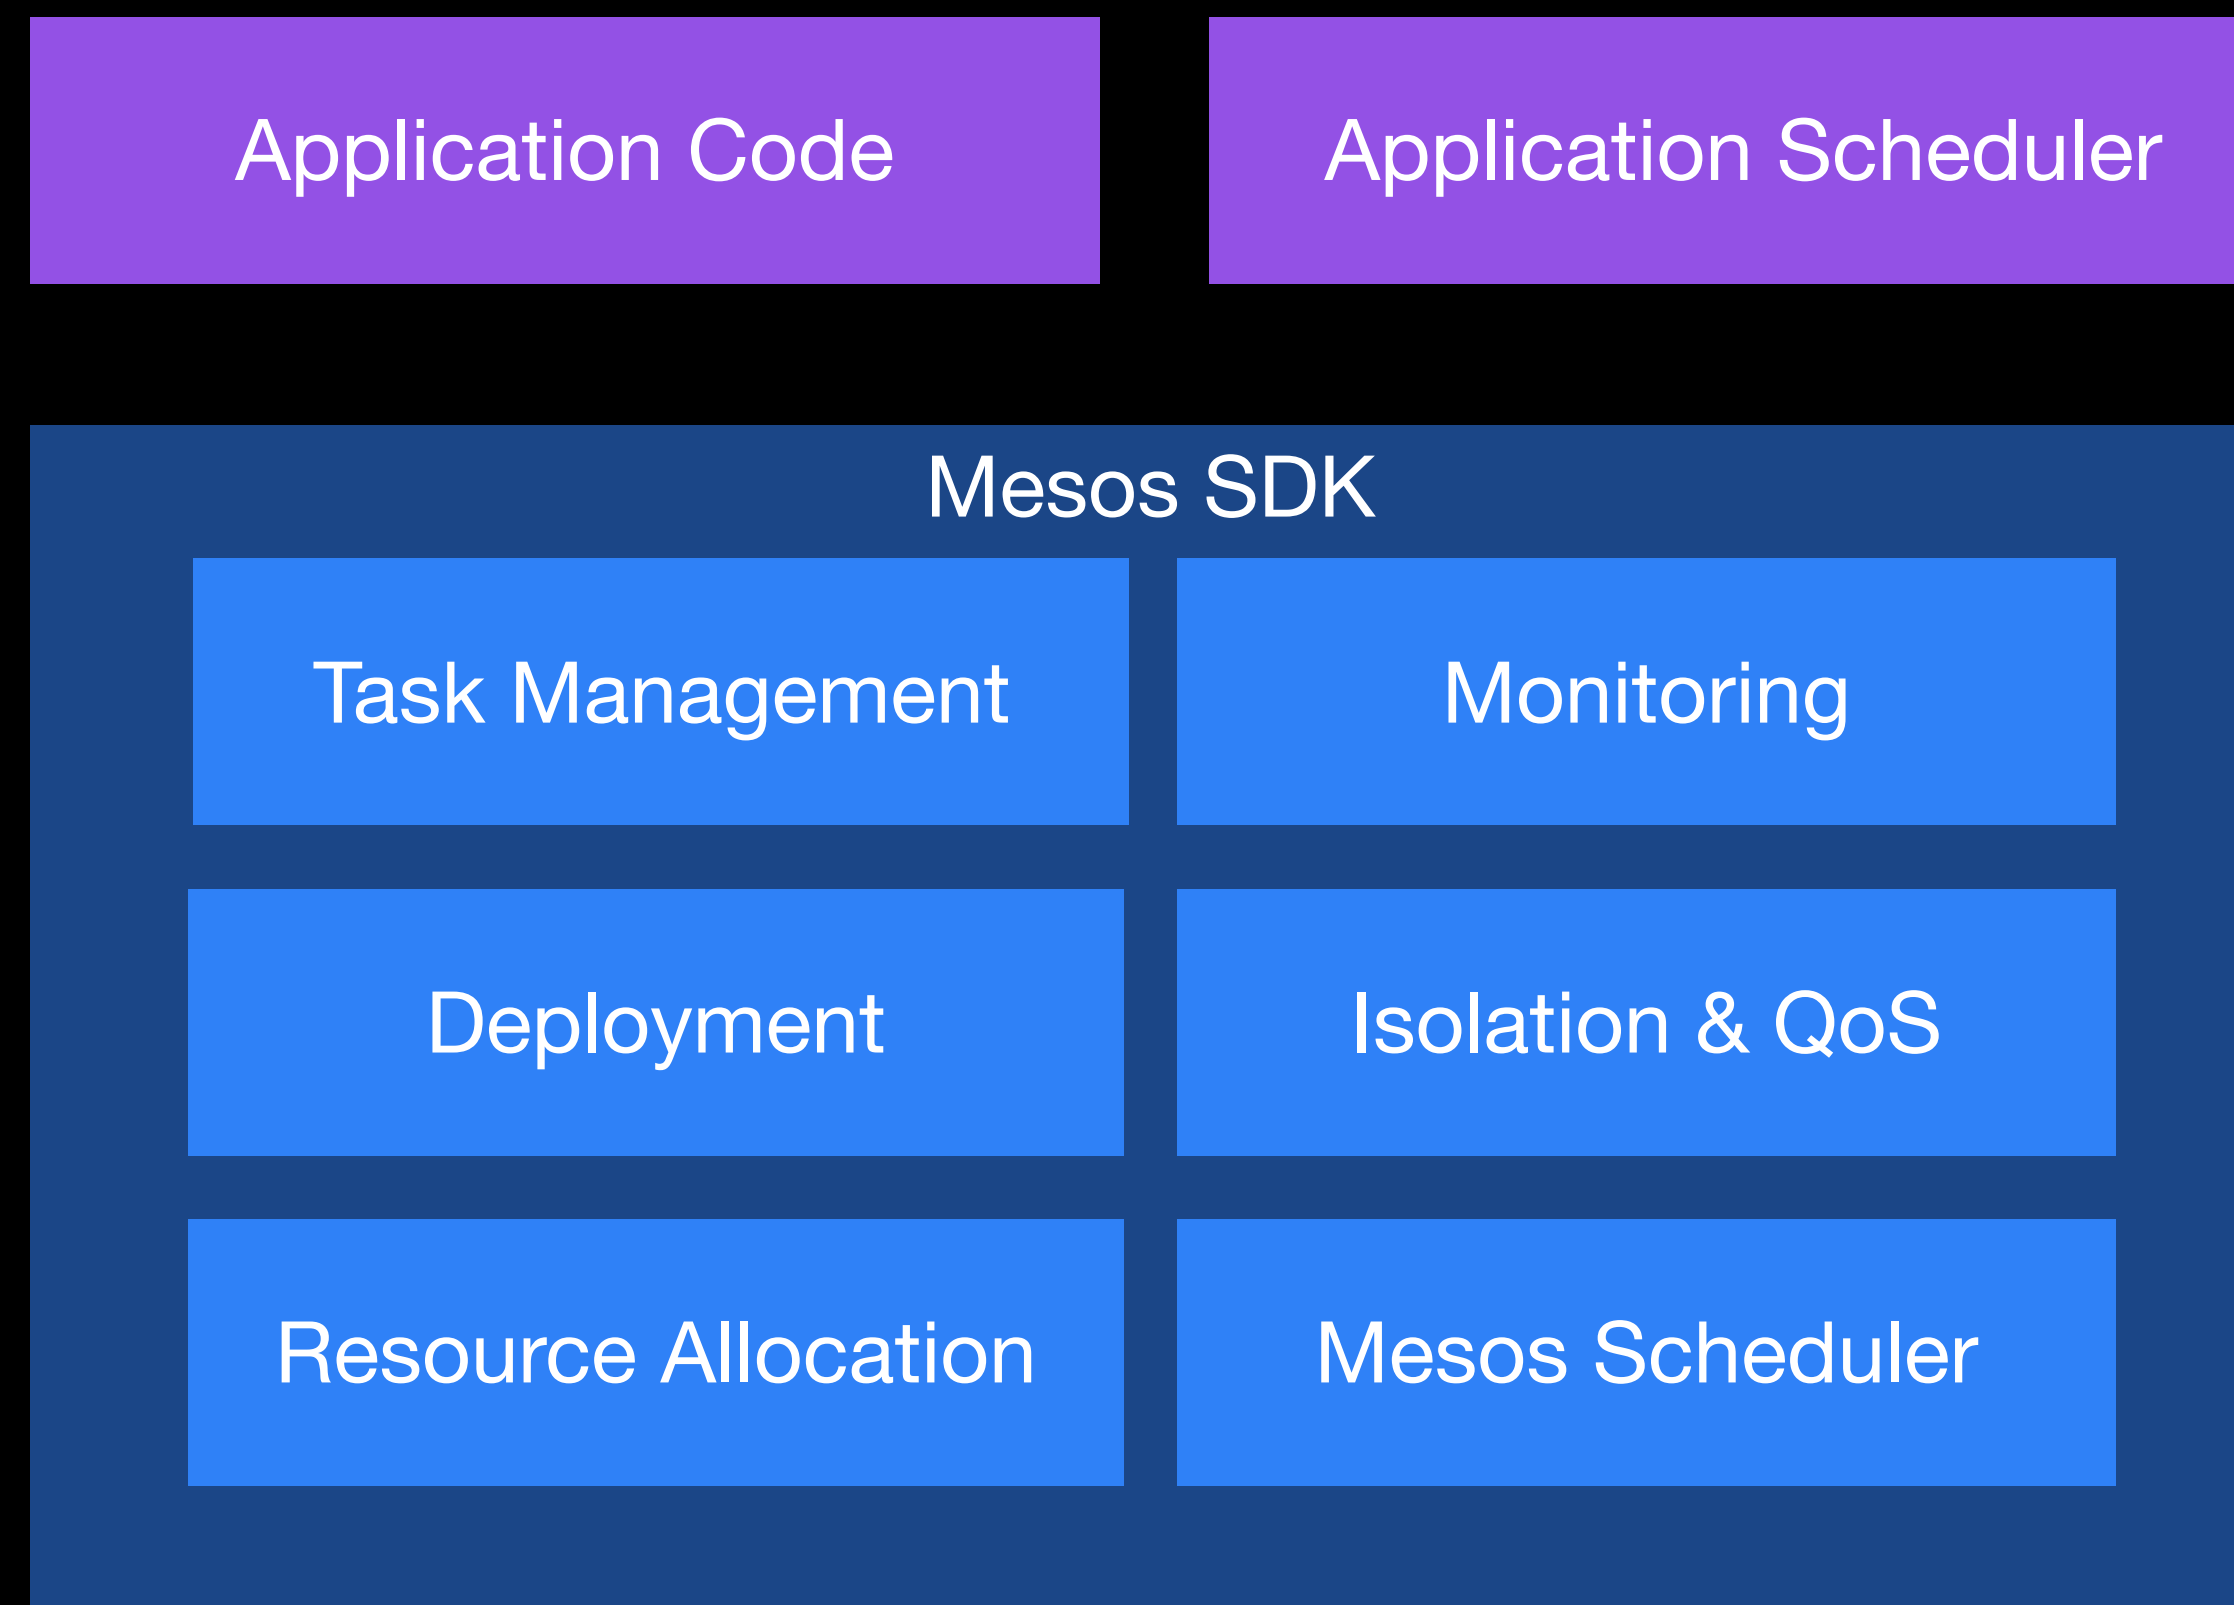 Application Code
Application Scheduler
Mesos SDK
Task Management
Monitoring
Deployment
Isolation & QoS
Resource Allocation
Mesos Scheduler